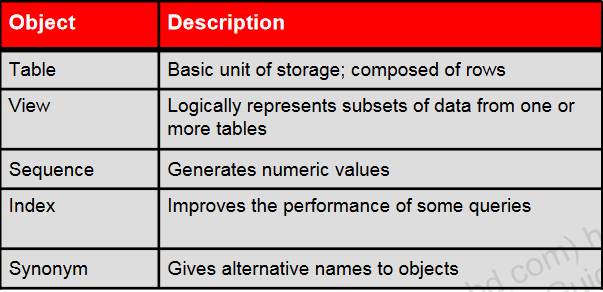 Object Description
Table Basic unit of storage; composed of rows
View Logically represents subsets of data from one or
more tables
Sequence Generates numeric values
Index Improves the performance of some queries
Synonym Gives alternative names to objects